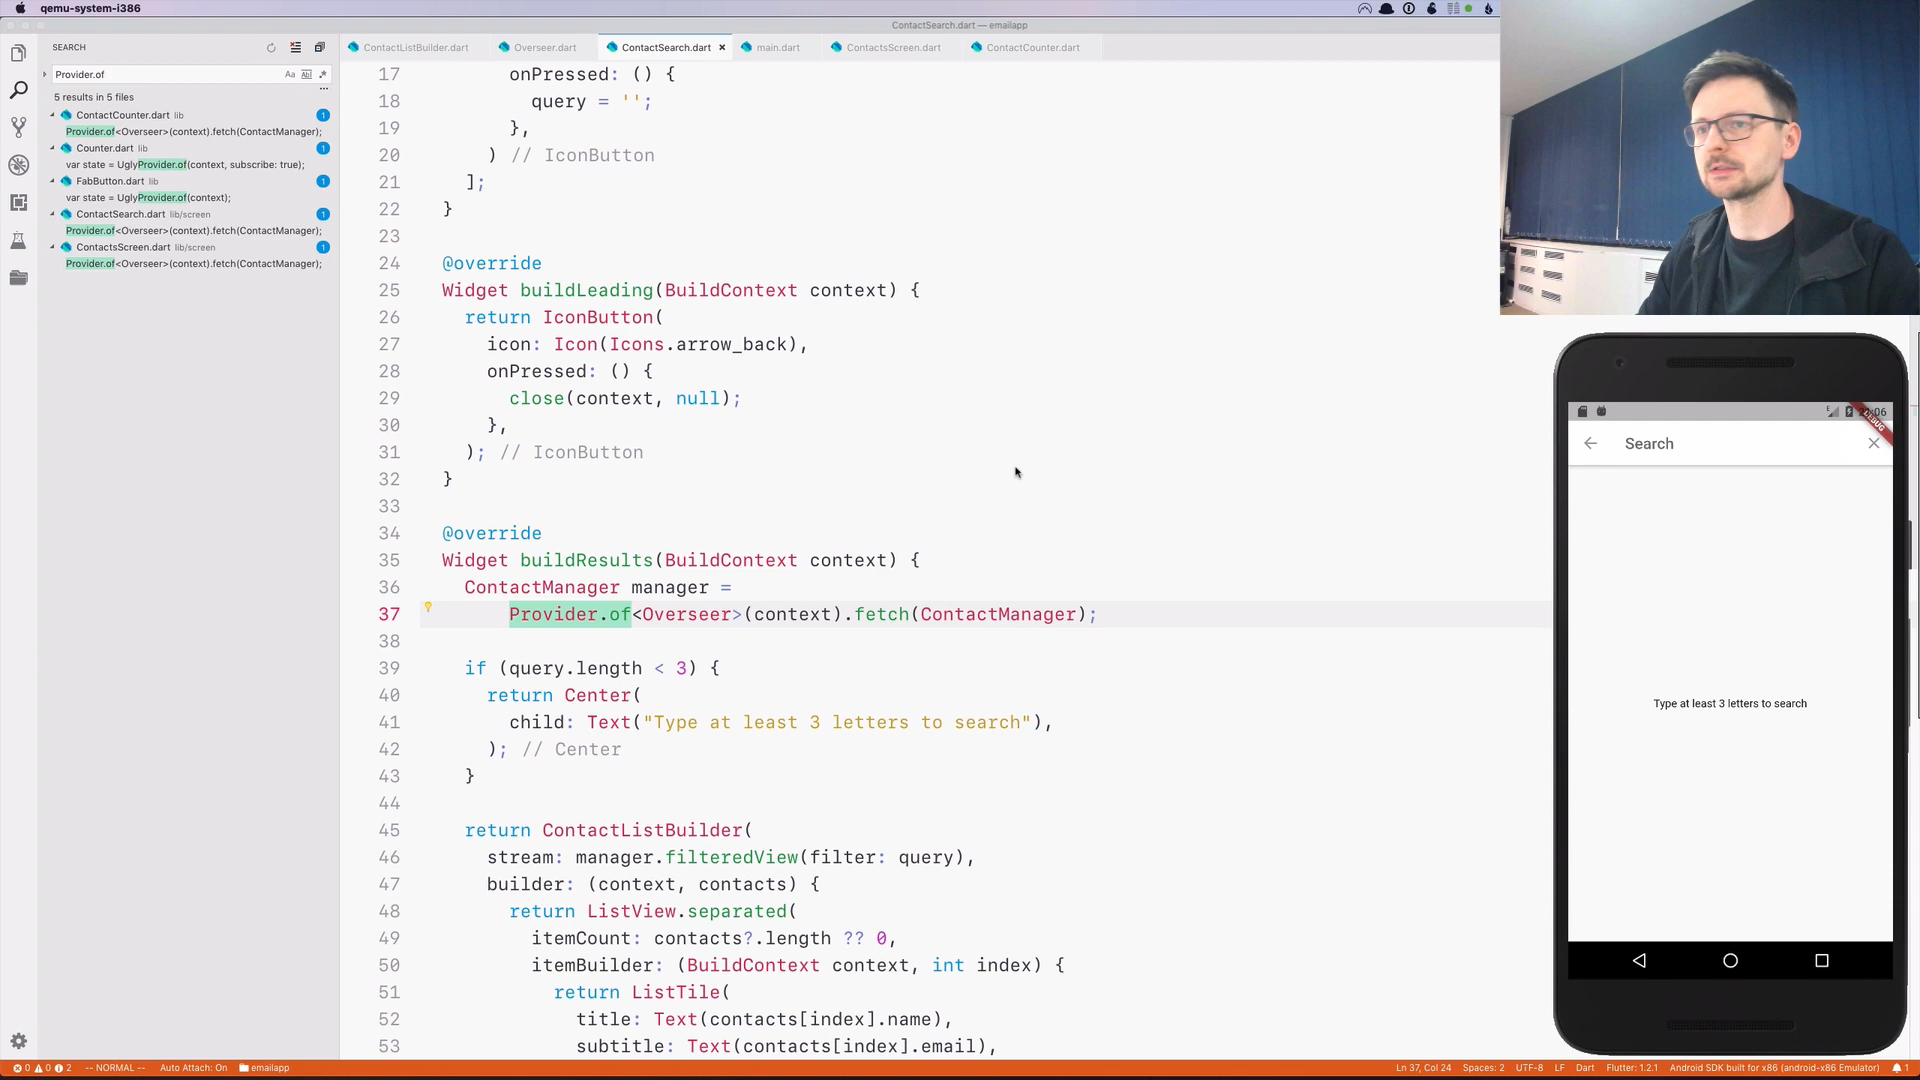 qemu-system-i386
ContactSearch.dart — emailapp
SEARCH
ContactListBuilder.dart
Overseer.dart
ContactSearch.dart
main.dart
ContactsScreen.dart
ContactCounter.dart
Provider.of
5 results in 5 files
ContactCounter.dart lib 1
Provider.of<Overseer>(context).fetch(ContactManager);
Counter.dart lib 1
var state = UglyProvider.of(context, subscribe: true);
FabButton.dart lib 1
var state = UglyProvider.of(context);
ContactSearch.dart lib/screen 1
Provider.of<Overseer>(context).fetch(ContactManager);
ContactsScreen.dart lib/screen 1
Provider.of<Overseer>(context).fetch(ContactManager);
17 onPressed: () {
18 query = '';
19 },
20 ) // IconButton
21 ];
22 }
23
24 @override
25 Widget buildLeading(BuildContext context) {
26 return IconButton(
27 icon: Icon(Icons.arrow_back),
28 onPressed: () {
29 close(context, null);
30 },
31 ); // IconButton
32 }
33
34 @override
35 Widget buildResults(BuildContext context) {
36 ContactManager manager =
37 Provider.of<Overseer>(context).fetch(ContactManager);
38
39 if (query.length < 3) {
40 return Center(
41 child: Text("Type at least 3 letters to search"),
42 ); // Center
43 }
44
45 return ContactListBuilder(
46 stream: manager.filteredView(filter: query),
47 builder: (context, contacts) {
48 return ListView.separated(
49 itemCount: contacts?.length ?? 0,
50 itemBuilder: (BuildContext context, int index) {
51 return ListTile(
52 title: Text(contacts[index].name),
53 subtitle: Text(contacts[index].email),
DEBUG
Search
Type at least 3 letters to search
0 0 2 -- NORMAL -- Auto Attach: On emailapp
Ln 37, Col 24 Spaces: 2 UTF-8 LF Dart Flutter: 1.2.1 Android SDK built for x86 (android-x86 Emulator) 1